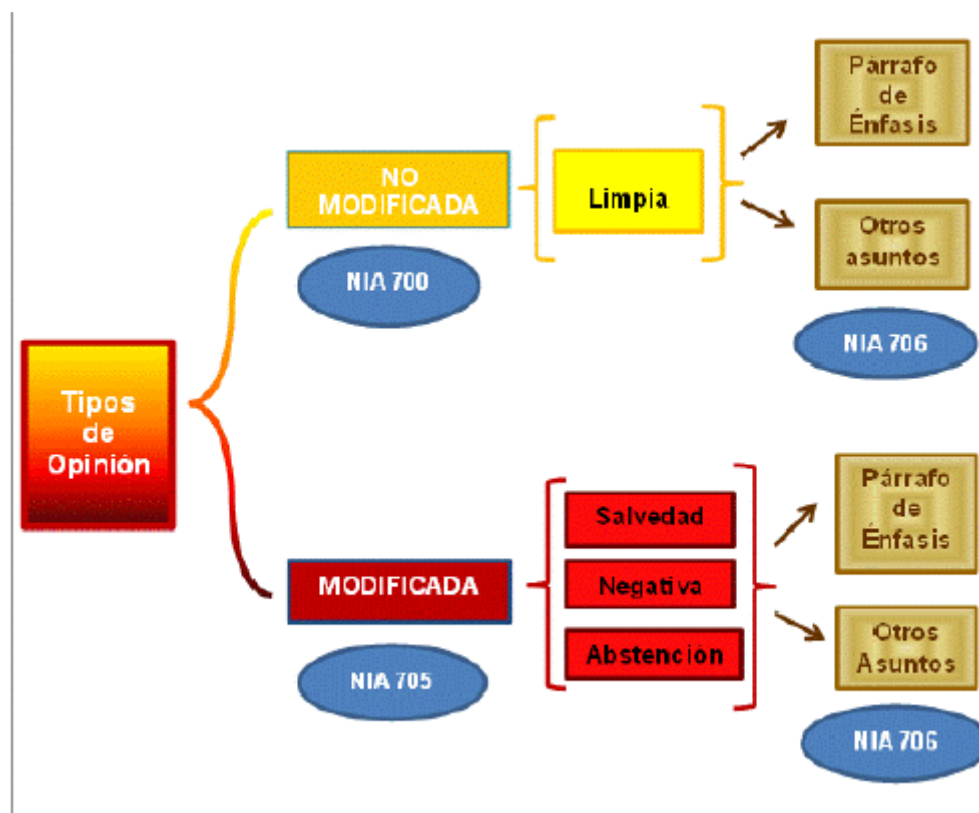 Tipos
de
Opinión
NO
MODIFICADA
NIA 700
Limpia
Párrafo
de
Énfasis
Otros
asuntos
NIA 706
MODIFICADA
NIA 705
Salvedad
Negativa
Abstención
Párrafo
de
Énfasis
Otros
Asuntos
NIA 706